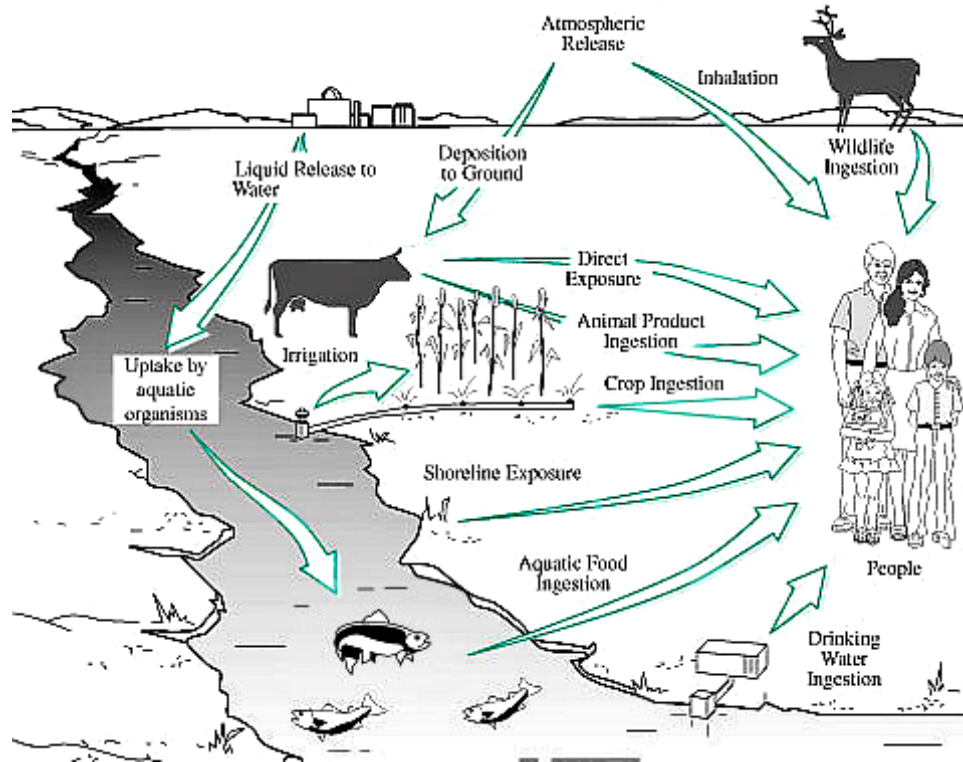 Atmospheric
Release
Inhalation
Wildlife
Ingestion
Liquid Release to
Water
Deposition
to Ground
Direct
Exposure
Animal Product
Ingestion
Irrigation
Crop Ingestion
Uptake by
aquatic
organisms
Shoreline Exposure
Aquatic Food
Ingestion
People
Drinking
Water
Ingestion